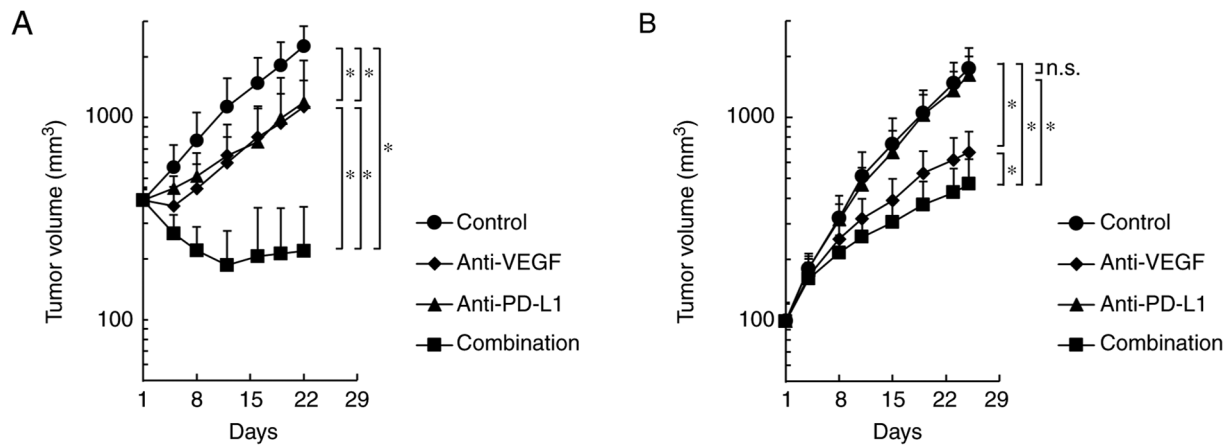 A
Tumor volume (mm³)
1000
100
1 8 15 22 29
Days
* *
* *
*
Control
Anti-VEGF
Anti-PD-L1
Combination
B
Tumor volume (mm³)
1000
100
1 8 15 22 29
Days
n.s.
*
* *
*
Control
Anti-VEGF
Anti-PD-L1
Combination